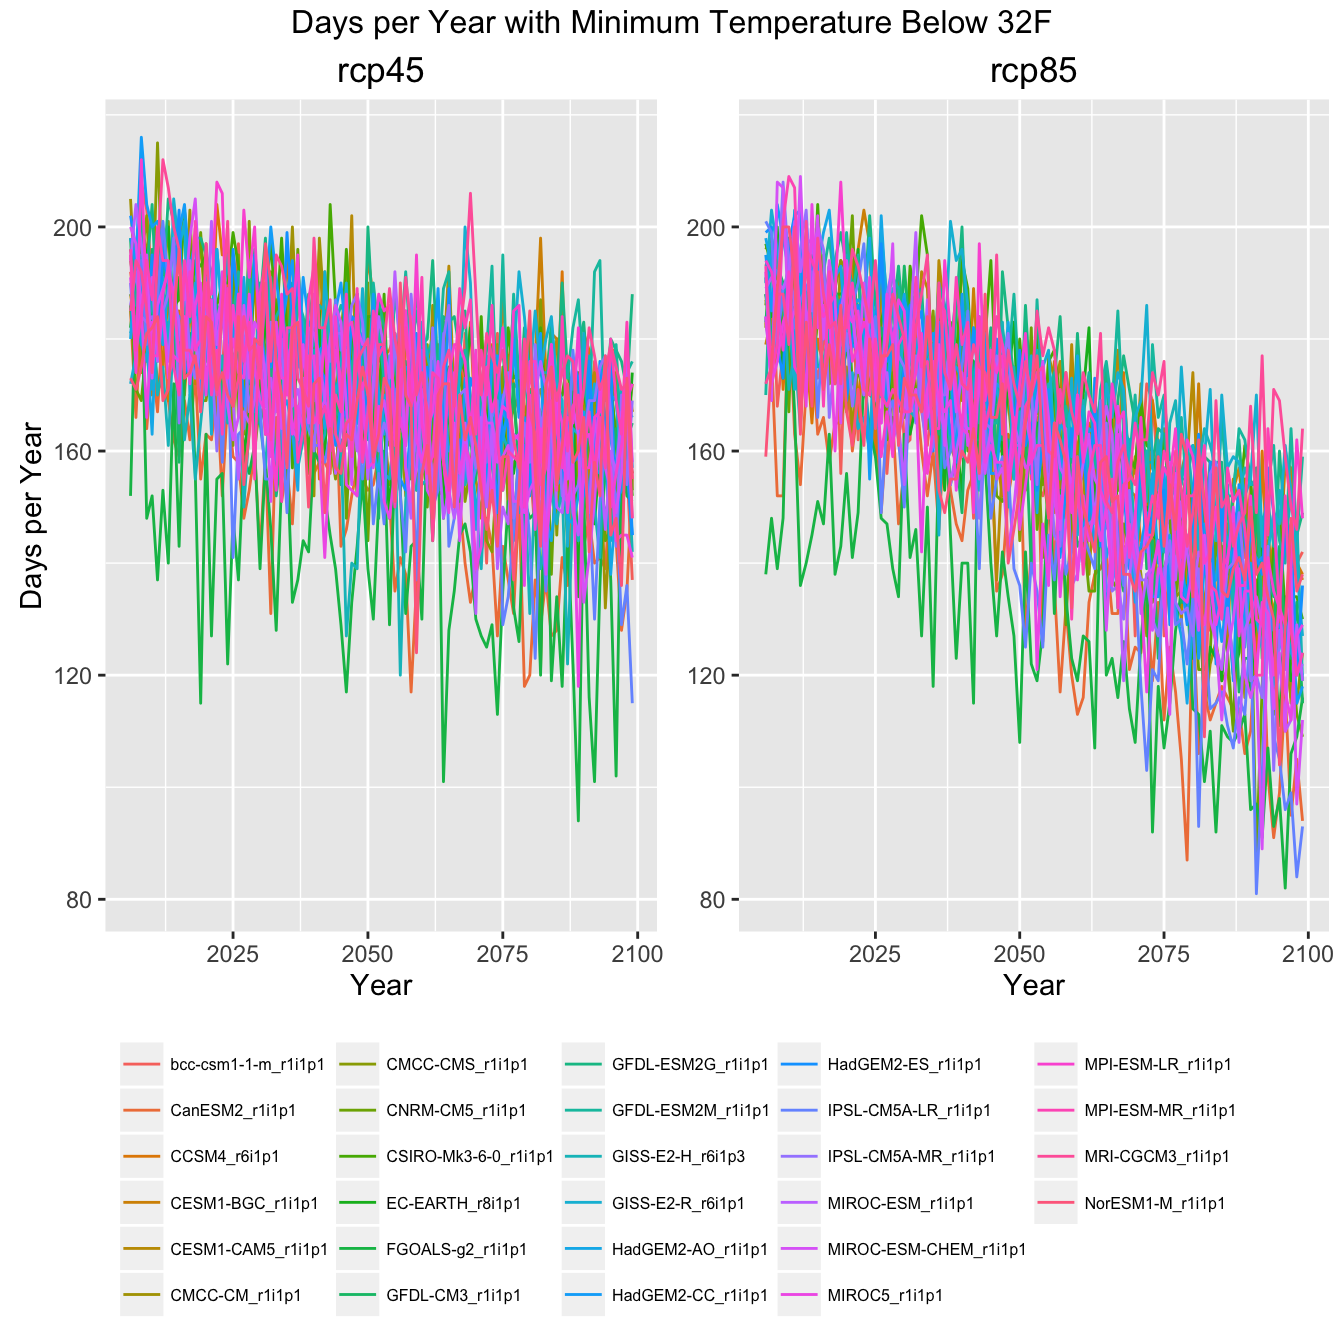 Days per Year with Minimum Temperature Below 32F
rcp45
rcp85
Days per Year
200
160
120
80
200
160
120
80
2025 2050 2075 2100
2025 2050 2075 2100
Year
Year
bcc-csm1-1-m_r1i1p1
CanESM2_r1i1p1
CCSM4_r6i1p1
CESM1-BGC_r1i1p1
CESM1-CAM5_r1i1p1
CMCC-CM_r1i1p1
CMCC-CMS_r1i1p1
CNRM-CM5_r1i1p1
CSIRO-Mk3-6-0_r1i1p1
EC-EARTH_r8i1p1
FGOALS-g2_r1i1p1
GFDL-CM3_r1i1p1
GFDL-ESM2G_r1i1p1
GFDL-ESM2M_r1i1p1
GISS-E2-H_r6i1p3
GISS-E2-R_r6i1p1
HadGEM2-AO_r1i1p1
HadGEM2-CC_r1i1p1
HadGEM2-ES_r1i1p1
IPSL-CM5A-LR_r1i1p1
IPSL-CM5A-MR_r1i1p1
MIROC-ESM_r1i1p1
MIROC-ESM-CHEM_r1i1p1
MIROC5_r1i1p1
MPI-ESM-LR_r1i1p1
MPI-ESM-MR_r1i1p1
MRI-CGCM3_r1i1p1
NorESM1-M_r1i1p1